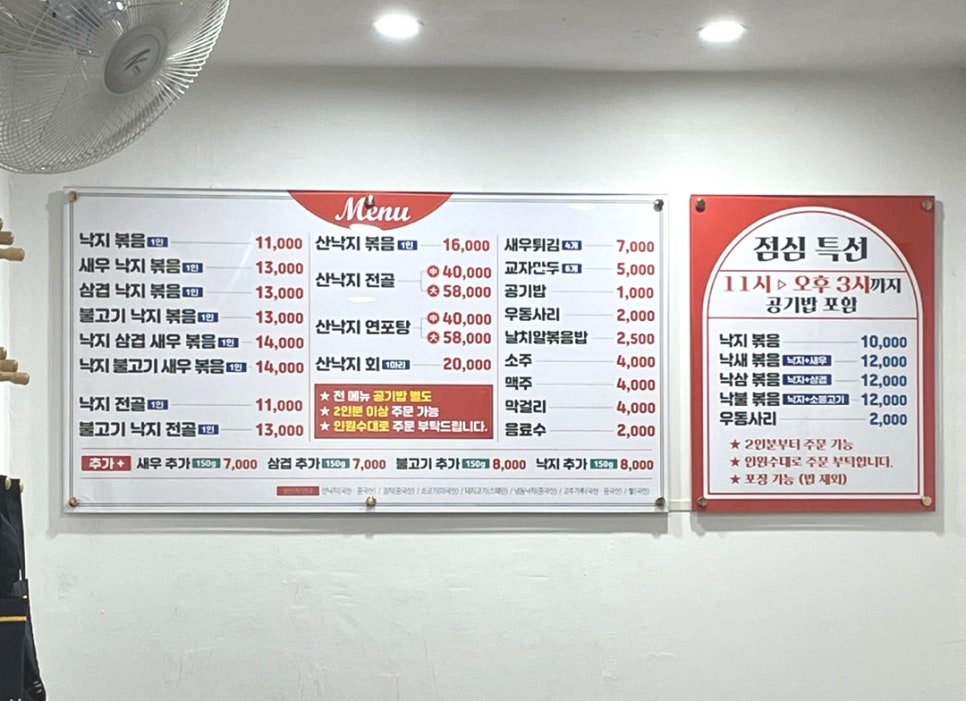 Menu
낙지 볶음 1인 11,000
새우 낙지 볶음 1인 13,000
삼겹 낙지 볶음 1인 13,000
불고기 낙지 볶음 1인 13,000
낙지 삼겹 새우 볶음 1인 14,000
낙지 불고기 새우 볶음 1인 14,000
낙지 전골 1인 11,000
불고기 낙지 전골 1인 13,000
산낙지 볶음 1인 16,000
산낙지 전골 中 40,000
大 58,000
산낙지 연포탕 中 40,000
大 58,000
산낙지 회 1마리 20,000
★ 전 메뉴 공기밥 별도
★ 2인분 이상 주문 가능
★ 인원수대로 주문 부탁드립니다.
새우튀김 4개 7,000
교자만두 6개 5,000
공기밥 1,000
우동사리 2,000
날치알볶음밥 2,500
소주 4,000
맥주 4,000
막걸리 4,000
음료수 2,000
추가 + 새우 추가 150g 7,000 삼겹 추가 150g 7,000 불고기 추가 150g 8,000 낙지 추가 150g 8,000
점심 특선
11시 ▷ 오후 3시까지
공기밥 포함
낙지 볶음 10,000
낙새 볶음 낙지+새우 12,000
낙삼 볶음 낙지+삼겹 12,000
낙불 볶음 낙지+소불고기 12,000
우동사리 2,000
★ 2인분부터 주문 가능
★ 인원수대로 주문 부탁합니다.
★ 포장 가능 (밥 제외)